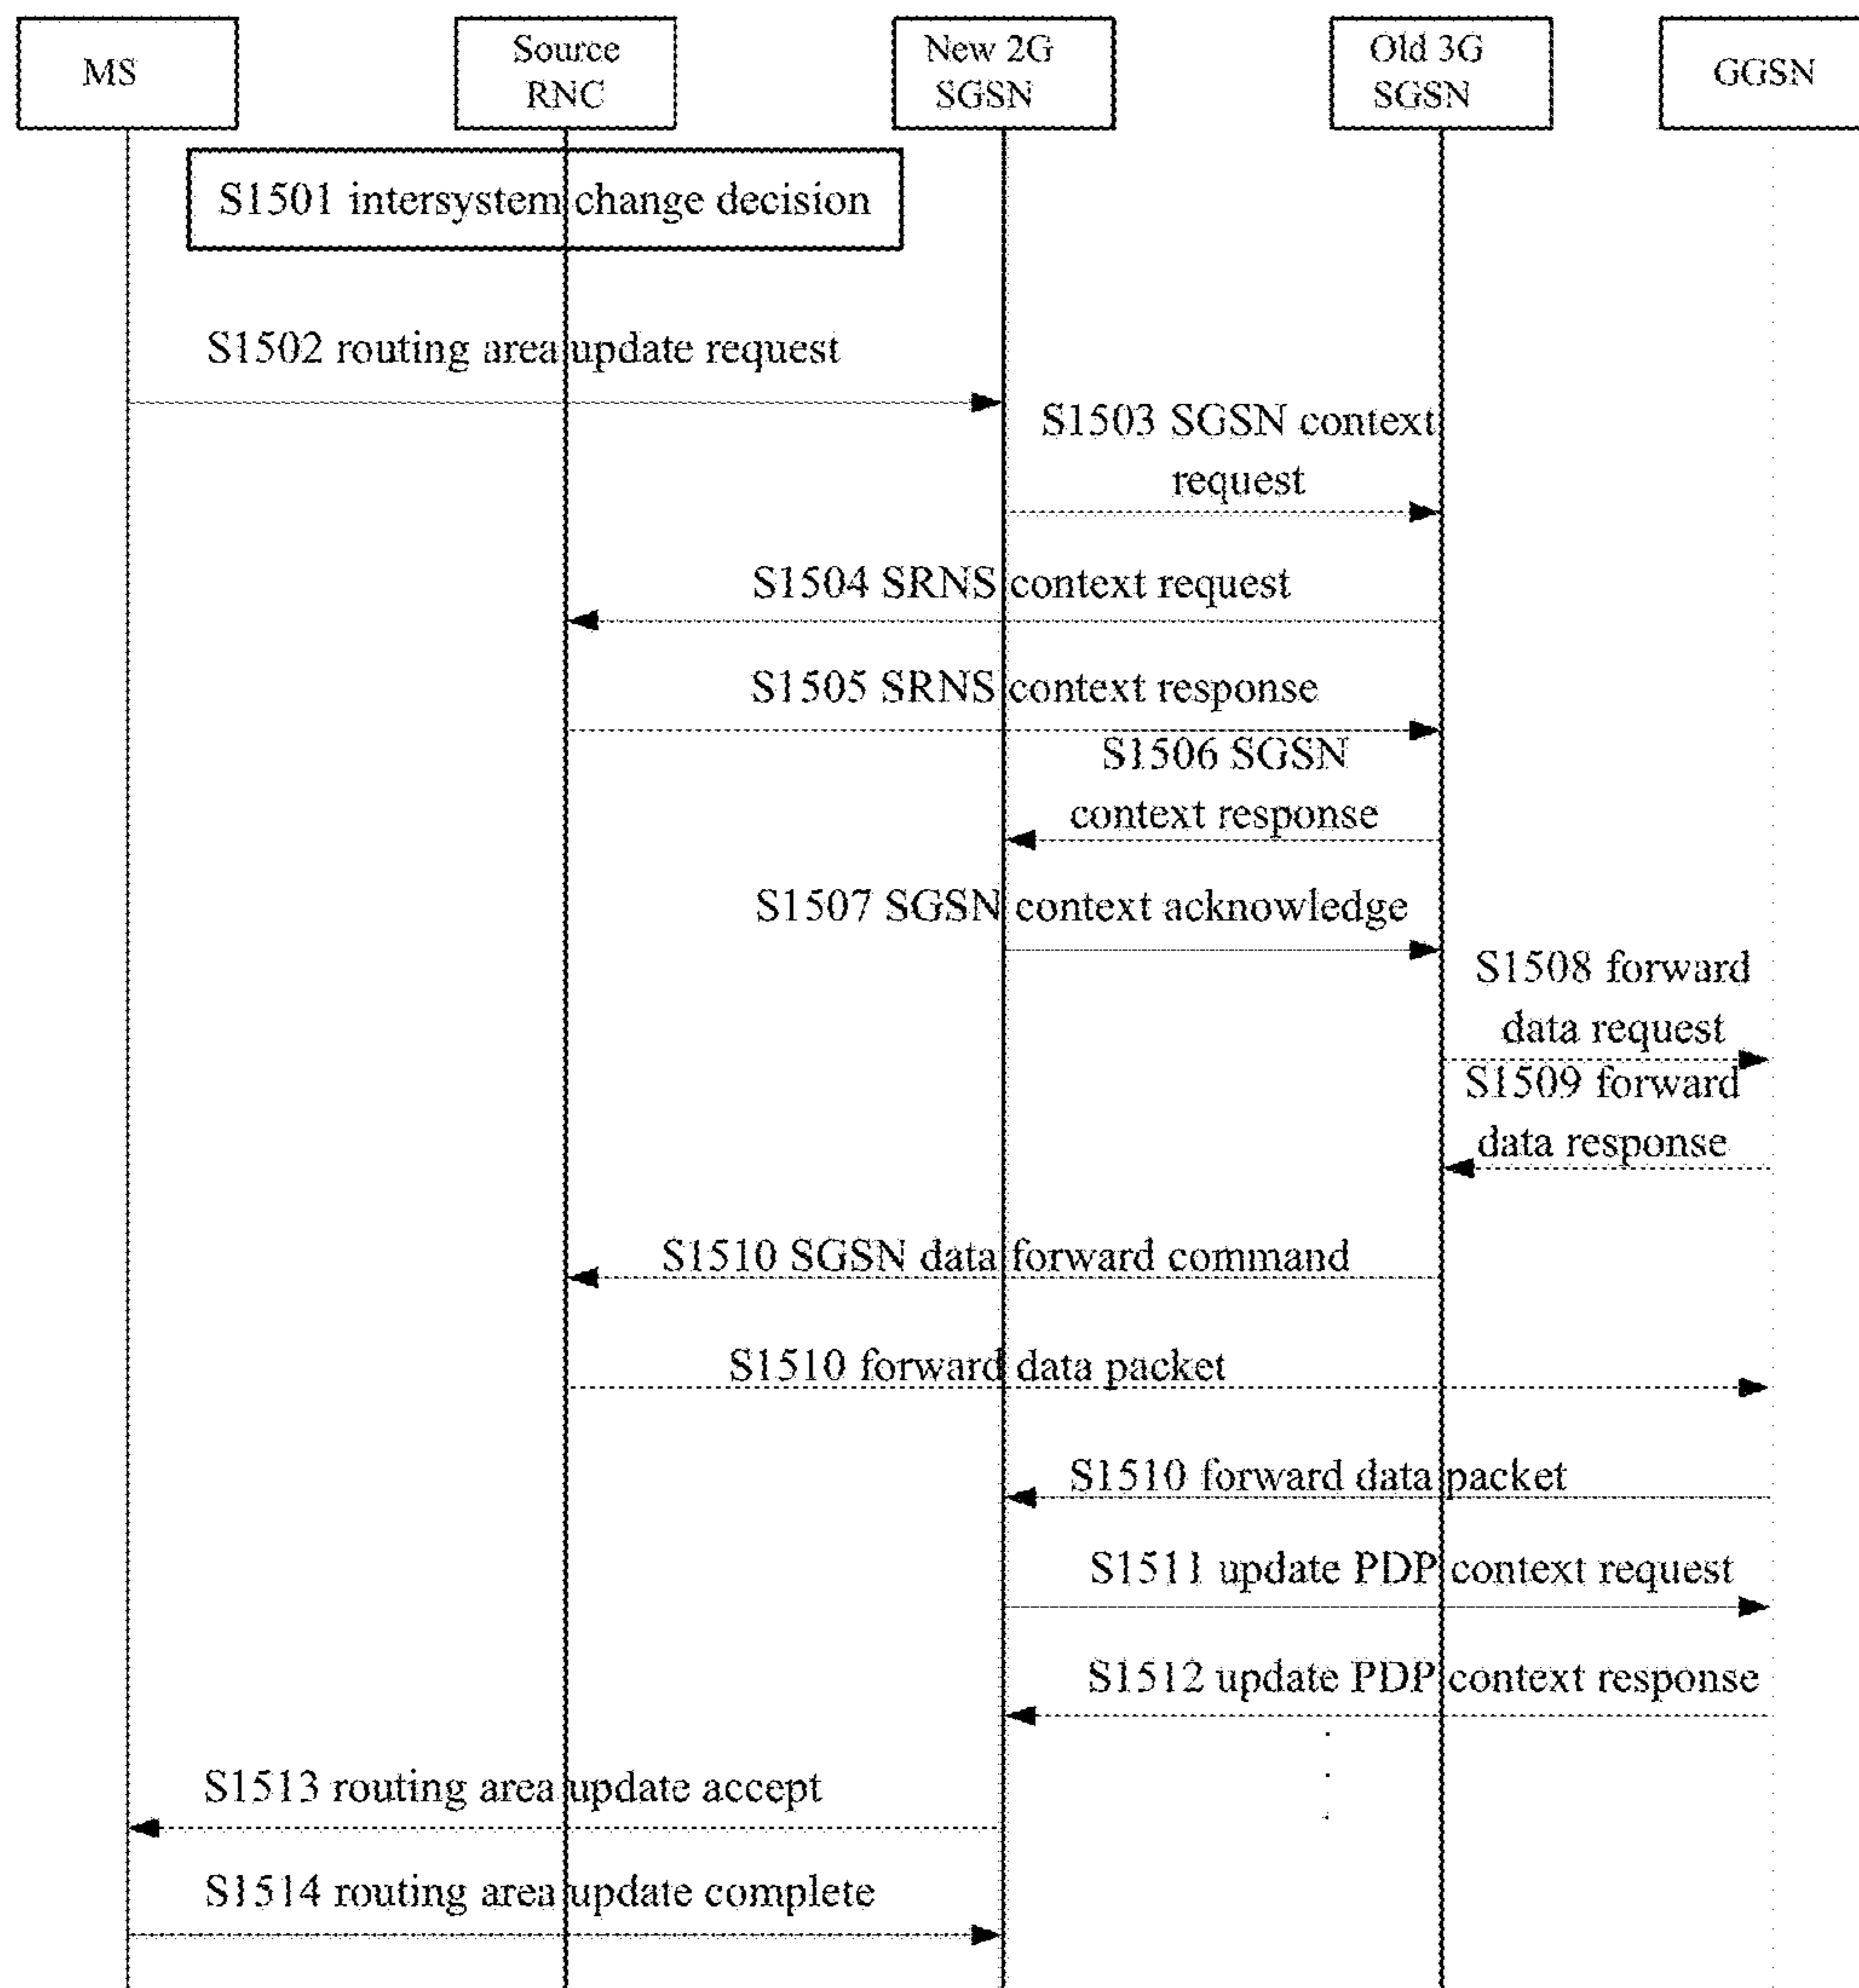 MS
Source
RNC
New 2G
SGSN
Old 3G
SGSN
GGSN
S1501 intersystem change decision
S1502 routing area update request
S1503 SGSN context
request
S1504 SRNS context request
S1505 SRNS context response
S1506 SGSN
context response
S1507 SGSN context acknowledge
S1508 forward
data request
S1509 forward
data response
S1510 SGSN data forward command
S1510 forward data packet
S1510 forward data packet
S1511 update PDP context request
S1512 update PDP context response
S1513 routing area update accept
S1514 routing area update complete